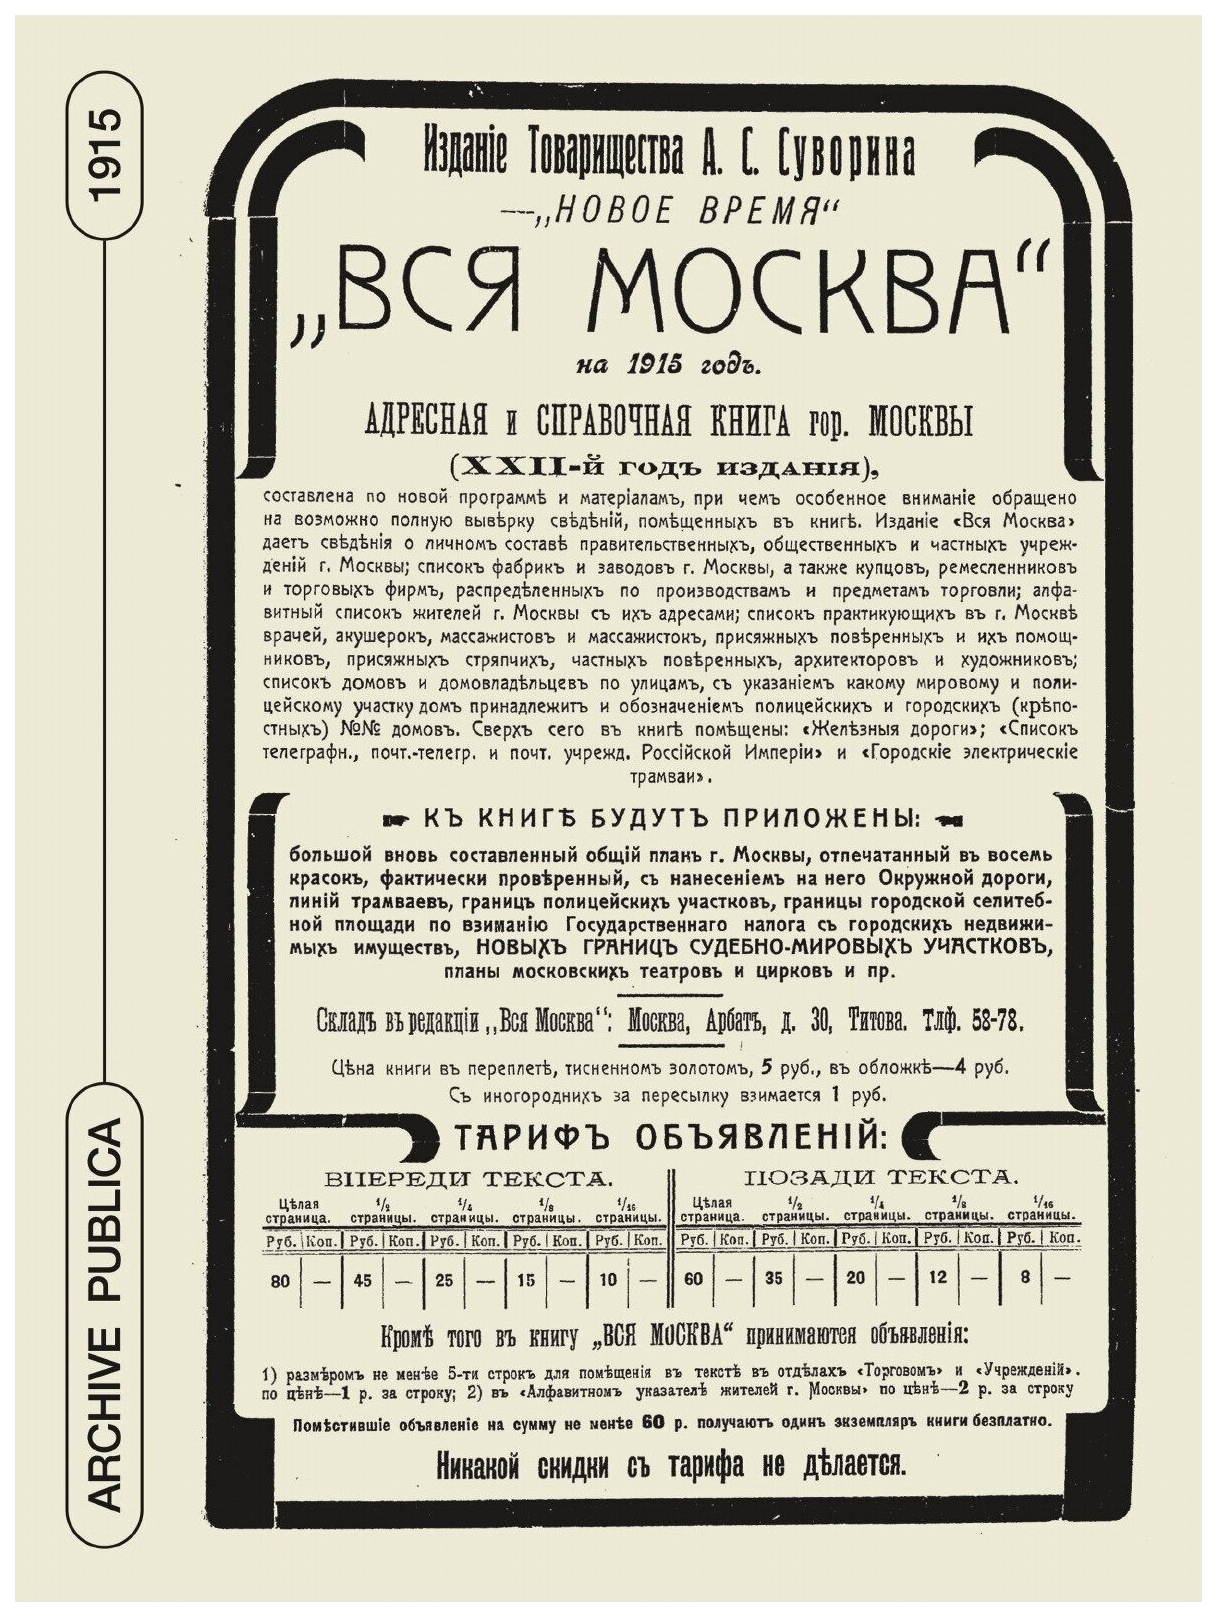 1915
ARCHIVE PUBLICA
Изданіе Товарищества А. С. Суворина
—„НОВОЕ ВРЕМЯ“
„ВСЯ МОСКВА“
на 1915 годъ.
АДРЕСНАЯ и СПРАВОЧНАЯ КНИГА гор. МОСКВЫ
(XXII-й годъ изданія),
составлена по новой программѣ и матеріаламъ, при чемъ особенное вниманіе обращено
на возможно полную вывѣрку свѣдѣній, помѣщенныхъ въ книгѣ. Изданіе «Вся Москва»
даетъ свѣдѣнія о личномъ составѣ правительственныхъ, общественныхъ и частныхъ учреж-
деній г. Москвы; списокъ фабрикъ и заводовъ г. Москвы, а также купцовъ, ремесленниковъ
и торговыхъ фирмъ, распредѣленныхъ по производствамъ и предметамъ торговли; алфа-
витный списокъ жителей г. Москвы съ ихъ адресами; списокъ практикующихъ въ г. Москвѣ
врачей, акушерокъ, массажистовъ и массажистокъ, присяжныхъ повѣренныхъ и ихъ помощ-
никовъ, присяжныхъ стряпчихъ, частныхъ повѣренныхъ, архитекторовъ и художниковъ;
списокъ домовъ и домовладѣльцевъ по улицамъ, съ указаніемъ какому мировому и поли-
цейскому участку домъ принадлежитъ и обозначеніемъ полицейскихъ и городскихъ (крѣпо-
стныхъ) №№ домовъ. Сверхъ сего въ книгѣ помѣщены: «Желѣзныя дороги»; «Списокъ
телеграфн., почт.-телегр. и почт. учрежд. Россійской Имперіи» и «Городскіе электрическіе
трамваи».
КЪ КНИГѢ БУДУТЪ ПРИЛОЖЕНЫ:
большой вновь составленный общій планъ г. Москвы, отпечатанный въ восемь
красокъ, фактически провѣренный, съ нанесеніемъ на него Окружной дороги,
линій трамваевъ, границъ полицейскихъ участковъ, границы городской селитеб-
ной площади по взиманію Государственнаго налога съ городскихъ недвижи-
мыхъ имуществъ, НОВЫХЪ ГРАНИЦЪ СУДЕБНО-МИРОВЫХЪ УЧАСТКОВЪ,
планы московскихъ театровъ и цирковъ и пр.
Складъ въ редакціи „Вся Москва“: Москва, Арбатъ, д. 30, Титова. Тлф. 58-78.
Цѣна книги въ переплетѣ, тисненномъ золотомъ, 5 руб., въ обложкѣ—4 руб.
Съ иногороднихъ за пересылку взимается 1 руб.
ТАРИФЪ ОБЪЯВЛЕНІЙ:
ВПЕРЕДИ ТЕКСТА. ПОЗАДИ ТЕКСТА.
Цѣлая 1/2 1/4 1/8 1/16 Цѣлая 1/2 1/4 1/8 1/16
страница. страницы. страницы. страницы. страницы. страница. страницы. страницы. страницы. страницы.
Руб. Коп. Руб. Коп. Руб. Коп. Руб. Коп. Руб. Коп. Руб. Коп. Руб. Коп. Руб. Коп. Руб. Коп. Руб. Коп.
80 — 45 — 25 — 15 — 10 — 60 — 35 — 20 — 12 — 8 —
Кромѣ того въ книгу „ВСЯ МОСКВА“ принимаются объявленія:
1) размѣромъ не менѣе 5-ти строкъ для помѣщенія въ текстѣ въ отдѣлахъ «Торговомъ» и «Учрежденій».
по цѣнѣ—1 р. за строку; 2) въ «Алфавитномъ указателѣ жителей г. Москвы» по цѣнѣ—2 р. за строку
Помѣстившіе объявленіе на сумму не менѣе 60 р. получаютъ одинъ экземпляръ книги безплатно.
Никакой скидки съ тарифа не дѣлается.